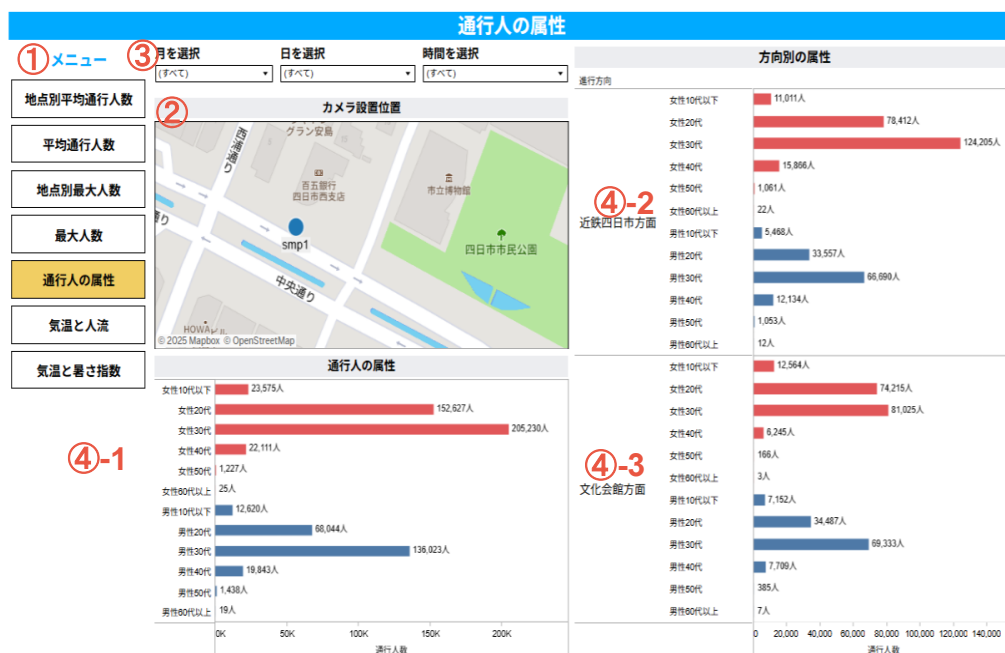 通行人の属性
① メニュー
地点別平均通行人数
平均通行人数
地点別最大人数
最大人数
通行人の属性
気温と人流
気温と暑さ指数
③
月を選択 日を選択 時間を選択
(すべて) (すべて) (すべて)
②
カメラ設置位置
グラン安島
西浦通り
百五銀行
四日市西支店
市立博物館
smp1
四日市市民公園
中央通り
HOWAビル
© 2025 Mapbox © OpenStreetMap
通行人の属性
④-1
女性10代以下 23,575人
女性20代 152,627人
女性30代 205,230人
女性40代 22,111人
女性50代 1,227人
女性60代以上 25人
男性10代以下 12,620人
男性20代 68,044人
男性30代 136,023人
男性40代 19,843人
男性50代 1,438人
男性60代以上 19人
0K 50K 100K 150K 200K
通行人数
方向別の属性
進行方向
④-2
近鉄四日市方面
女性10代以下 11,011人
女性20代 78,412人
女性30代 124,205人
女性40代 15,866人
女性50代 1,061人
女性60代以上 22人
男性10代以下 5,468人
男性20代 33,557人
男性30代 66,690人
男性40代 12,134人
男性50代 1,053人
男性60代以上 12人
④-3
文化会館方面
女性10代以下 12,564人
女性20代 74,215人
女性30代 81,025人
女性40代 6,245人
女性50代 166人
女性60代以上 3人
男性10代以下 7,152人
男性20代 34,487人
男性30代 69,333人
男性40代 7,709人
男性50代 385人
男性60代以上 7人
0 20,000 40,000 60,000 80,000 100,000 120,000 140,000
通行人数